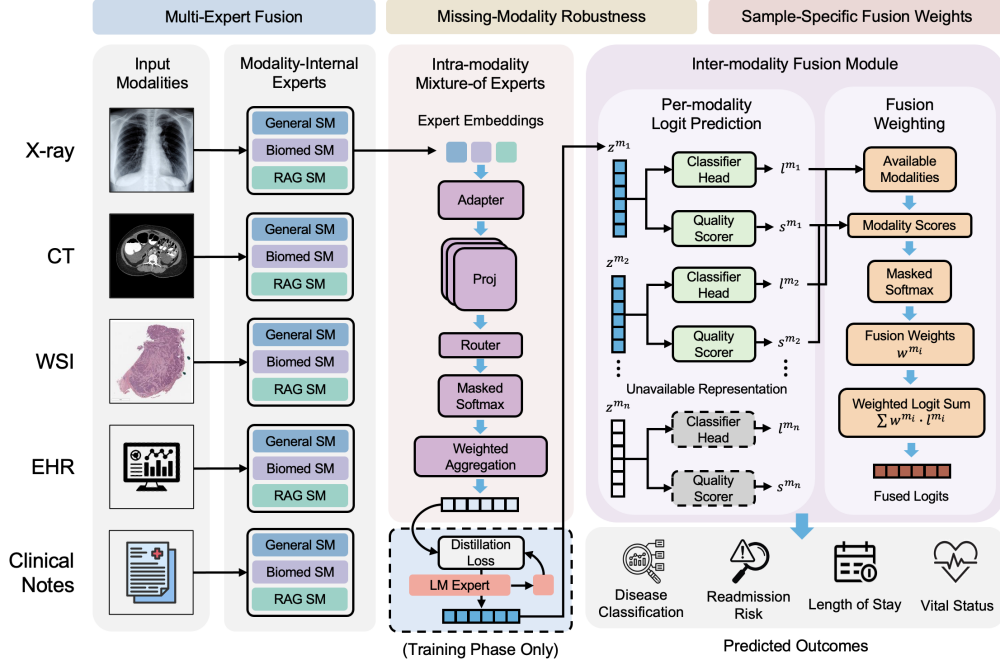 Multi-Expert Fusion
Missing-Modality Robustness
Sample-Specific Fusion Weights
Input
Modalities
X-ray
CT
WSI
EHR
Clinical
Notes
Modality-Internal
Experts
General SM
Biomed SM
RAG SM
General SM
Biomed SM
RAG SM
General SM
Biomed SM
RAG SM
General SM
Biomed SM
RAG SM
General SM
Biomed SM
RAG SM
Intra-modality
Mixture-of Experts
Expert Embeddings
Adapter
Proj
Router
Masked
Softmax
Weighted
Aggregation
Distillation
Loss
LM Expert
(Training Phase Only)
Inter-modality Fusion Module
Per-modality
Logit Prediction
z^{m_1}
Classifier
Head
l^{m_1}
Quality
Scorer
s^{m_1}
z^{m_2}
Classifier
Head
l^{m_2}
Quality
Scorer
s^{m_2}
Unavailable Representation
z^{m_n}
Classifier
Head
l^{m_n}
Quality
Scorer
s^{m_n}
Fusion
Weighting
Available
Modalities
Modality Scores
Masked
Softmax
Fusion Weights
w^{m_i}
Weighted Logit Sum
∑ w^{m_i} · l^{m_i}
Fused Logits
Disease
Classification
Readmission
Risk
Length of Stay
Vital Status
Predicted Outcomes